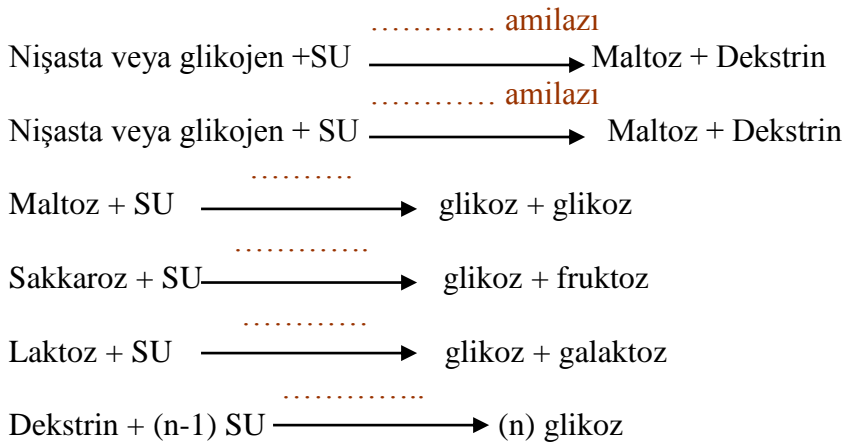 ………… amilazı
Nişasta veya glikojen +SU Maltoz + Dekstrin
………… amilazı
Nişasta veya glikojen + SU Maltoz + Dekstrin
……….
Maltoz + SU glikoz + glikoz
………….
Sakkaroz + SU glikoz + fruktoz
…………
Laktoz + SU glikoz + galaktoz
…………..
Dekstrin + (n-1) SU (n) glikoz